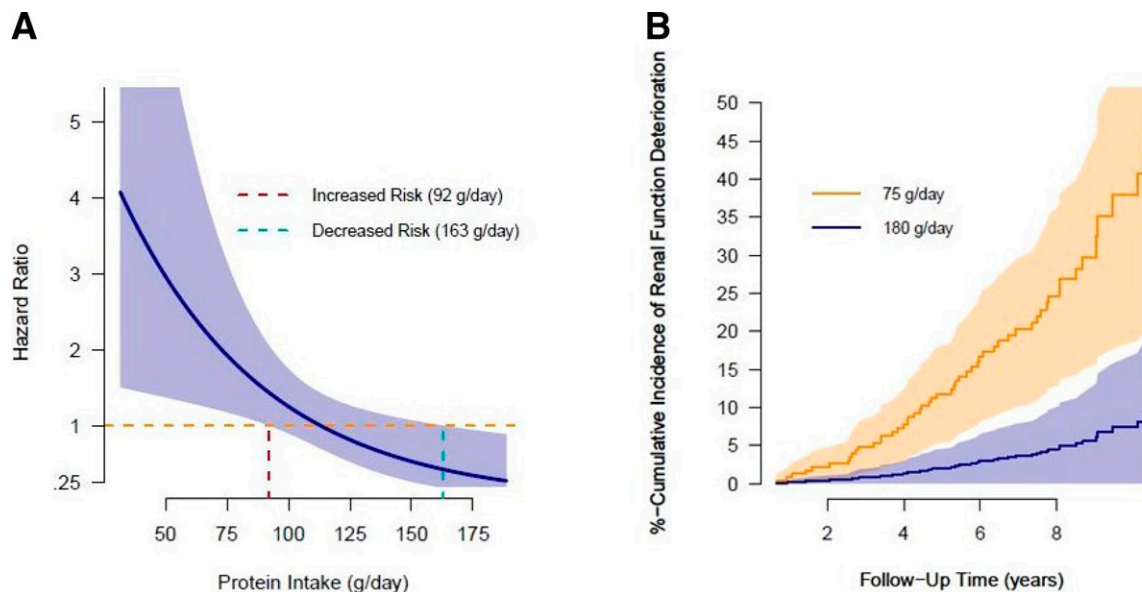 A
Hazard Ratio
5
4
3
2
1
.25
Increased Risk (92 g/day)
Decreased Risk (163 g/day)
50 75 100 125 150 175
Protein Intake (g/day)
B
%-Cumulative Incidence of Renal Function Deterioration
50
45
40
35
30
25
20
15
10
5
0
75 g/day
180 g/day
2 4 6 8
Follow-Up Time (years)